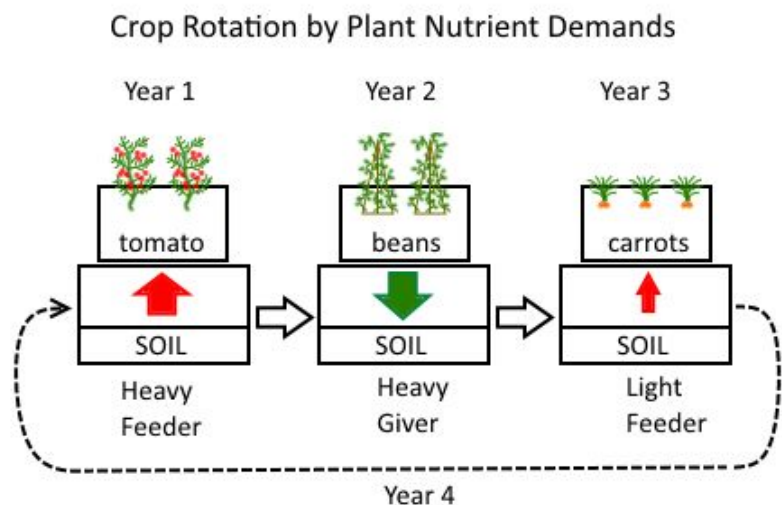 Crop Rotation by Plant Nutrient Demands
Year 1
Year 2
Year 3
tomato
beans
carrots
SOIL
SOIL
SOIL
Heavy
Feeder
Heavy
Giver
Light
Feeder
Year 4